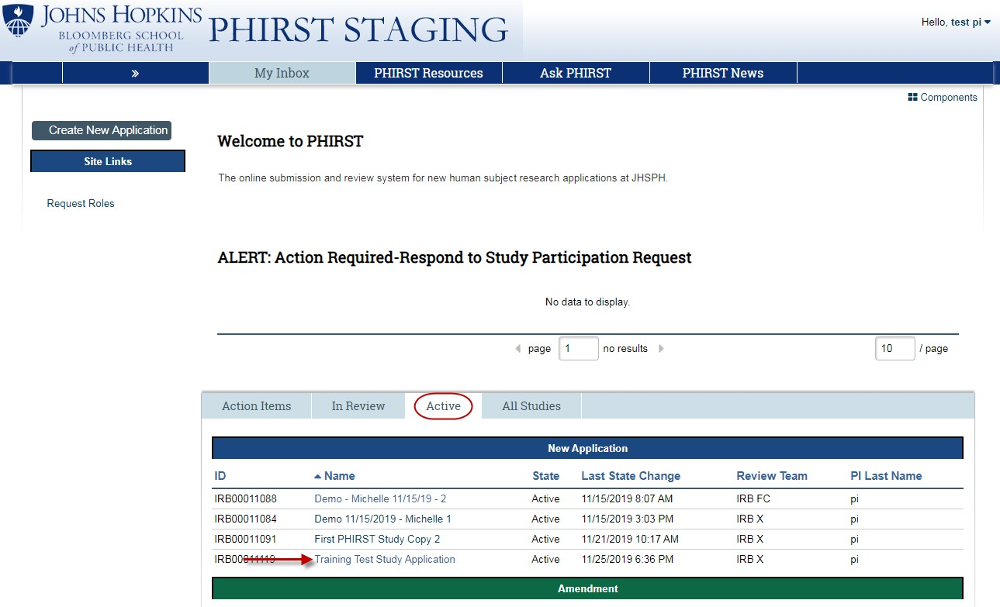 JOHNS HOPKINS
BLOOMBERG SCHOOL
of PUBLIC HEALTH
PHIRST STAGING
Hello, test pi
»
My Inbox
PHIRST Resources
Ask PHIRST
PHIRST News
Components
Create New Application
Site Links
Request Roles
Welcome to PHIRST
The online submission and review system for new human subject research applications at JHSPH.
ALERT: Action Required-Respond to Study Participation Request
No data to display.
page 1 no results
10 / page
Action Items
In Review
Active
All Studies
New Application
ID Name State Last State Change Review Team PI Last Name
IRB00011088 Demo - Michelle 11/15/19 - 2 Active 11/15/2019 8:07 AM IRB FC pi
IRB00011084 Demo 11/15/2019 - Michelle 1 Active 11/15/2019 3:03 PM IRB X pi
IRB00011091 First PHIRST Study Copy 2 Active 11/21/2019 10:17 AM IRB X pi
IRB00011119 Training Test Study Application Active 11/25/2019 6:36 PM IRB X pi
Amendment